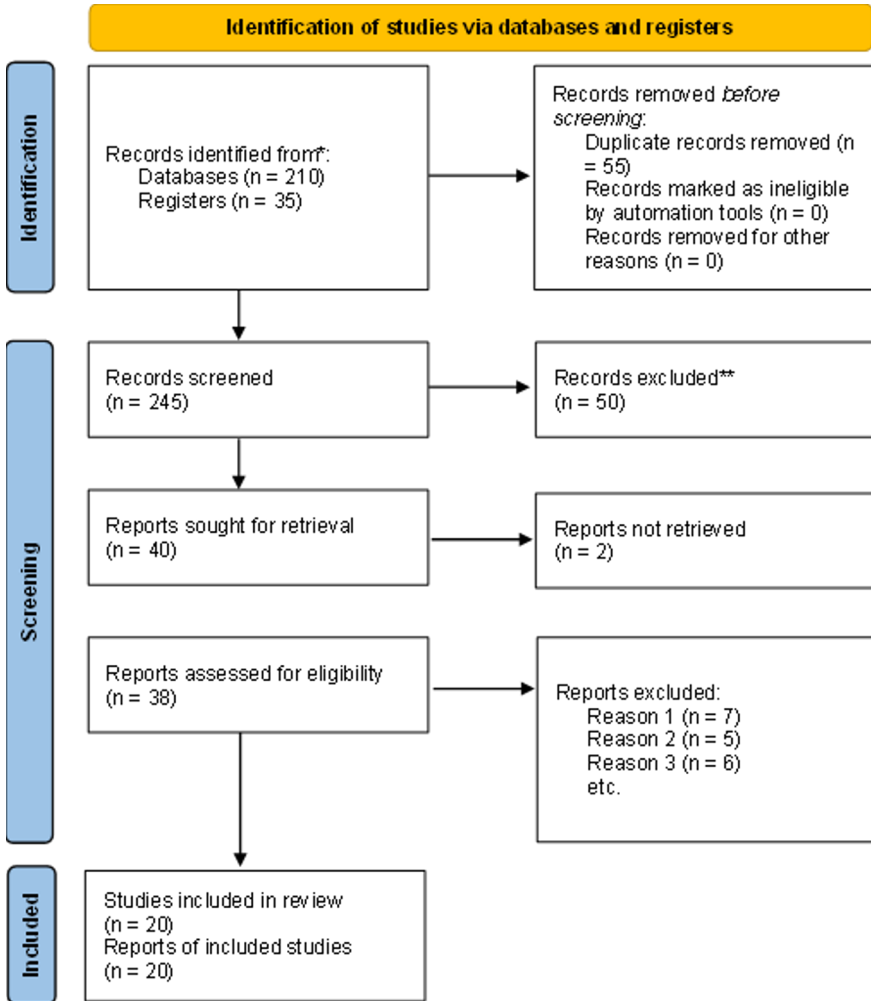 Identification of studies via databases and registers
Identification
Records identified from*:
Databases (n = 210)
Registers (n = 35)
Records removed before
screening:
Duplicate records removed (n
= 55)
Records marked as ineligible
by automation tools (n = 0)
Records removed for other
reasons (n = 0)
Screening
Records screened
(n = 245)
Records excluded**
(n = 50)
Reports sought for retrieval
(n = 40)
Reports not retrieved
(n = 2)
Reports assessed for eligibility
(n = 38)
Reports excluded:
Reason 1 (n = 7)
Reason 2 (n = 5)
Reason 3 (n = 6)
etc.
Included
Studies included in review
(n = 20)
Reports of included studies
(n = 20)